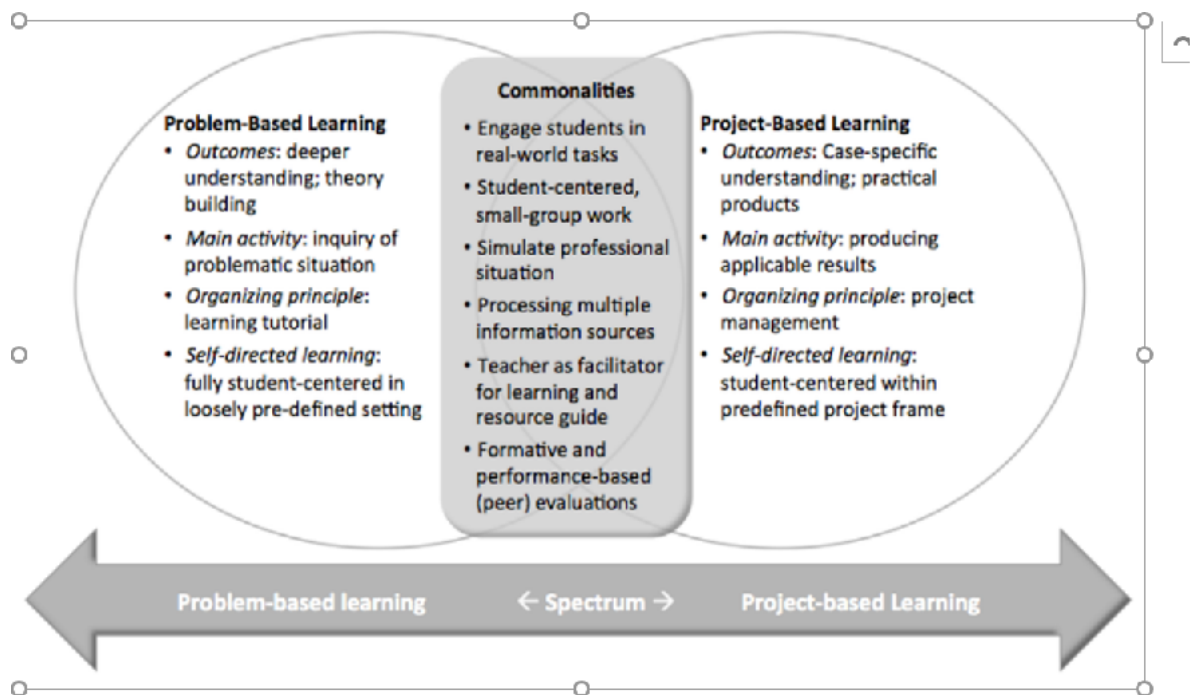 Problem-Based Learning
• Outcomes: deeper
understanding; theory
building
• Main activity: inquiry of
problematic situation
• Organizing principle:
learning tutorial
• Self-directed learning:
fully student-centered in
loosely pre-defined setting
Commonalities
• Engage students in
real-world tasks
• Student-centered,
small-group work
• Simulate professional
situation
• Processing multiple
information sources
• Teacher as facilitator
for learning and
resource guide
• Formative and
performance-based
(peer) evaluations
Project-Based Learning
• Outcomes: Case-specific
understanding; practical
products
• Main activity: producing
applicable results
• Organizing principle: project
management
• Self-directed learning:
student-centered within
predefined project frame
Problem-based learning ← Spectrum → Project-based Learning